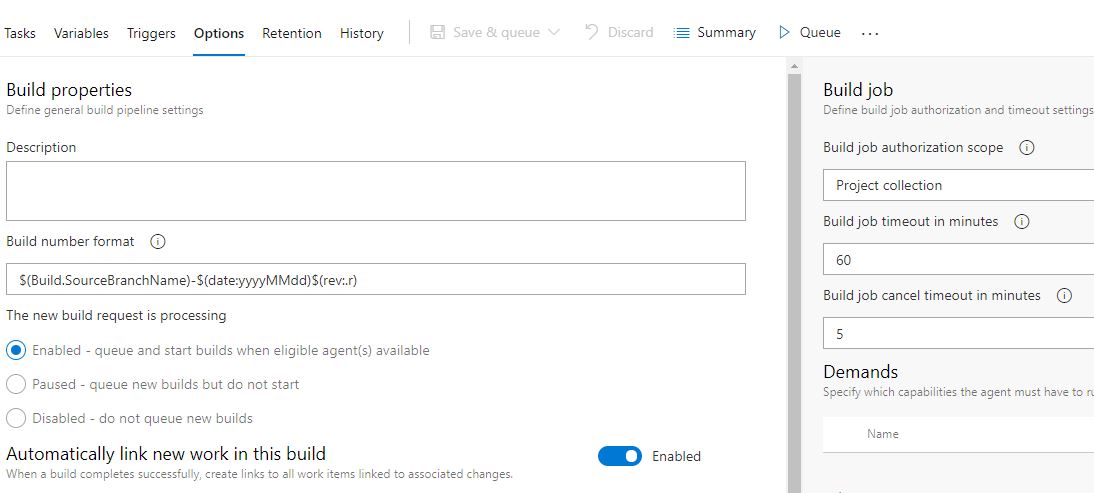 Tasks Variables Triggers Options Retention History Save & queue Discard Summary Queue ...
Build properties
Define general build pipeline settings
Description
Build number format
$(Build.SourceBranchName)-$(date:yyyyMMdd)$(rev:.r)
The new build request is processing
Enabled - queue and start builds when eligible agent(s) available
Paused - queue new builds but do not start
Disabled - do not queue new builds
Automatically link new work in this build
Enabled
When a build completes successfully, create links to all work items linked to associated changes.
Build job
Define build job authorization and timeout settings
Build job authorization scope
Project collection
Build job timeout in minutes
60
Build job cancel timeout in minutes
5
Demands
Specify which capabilities the agent must have to
Name